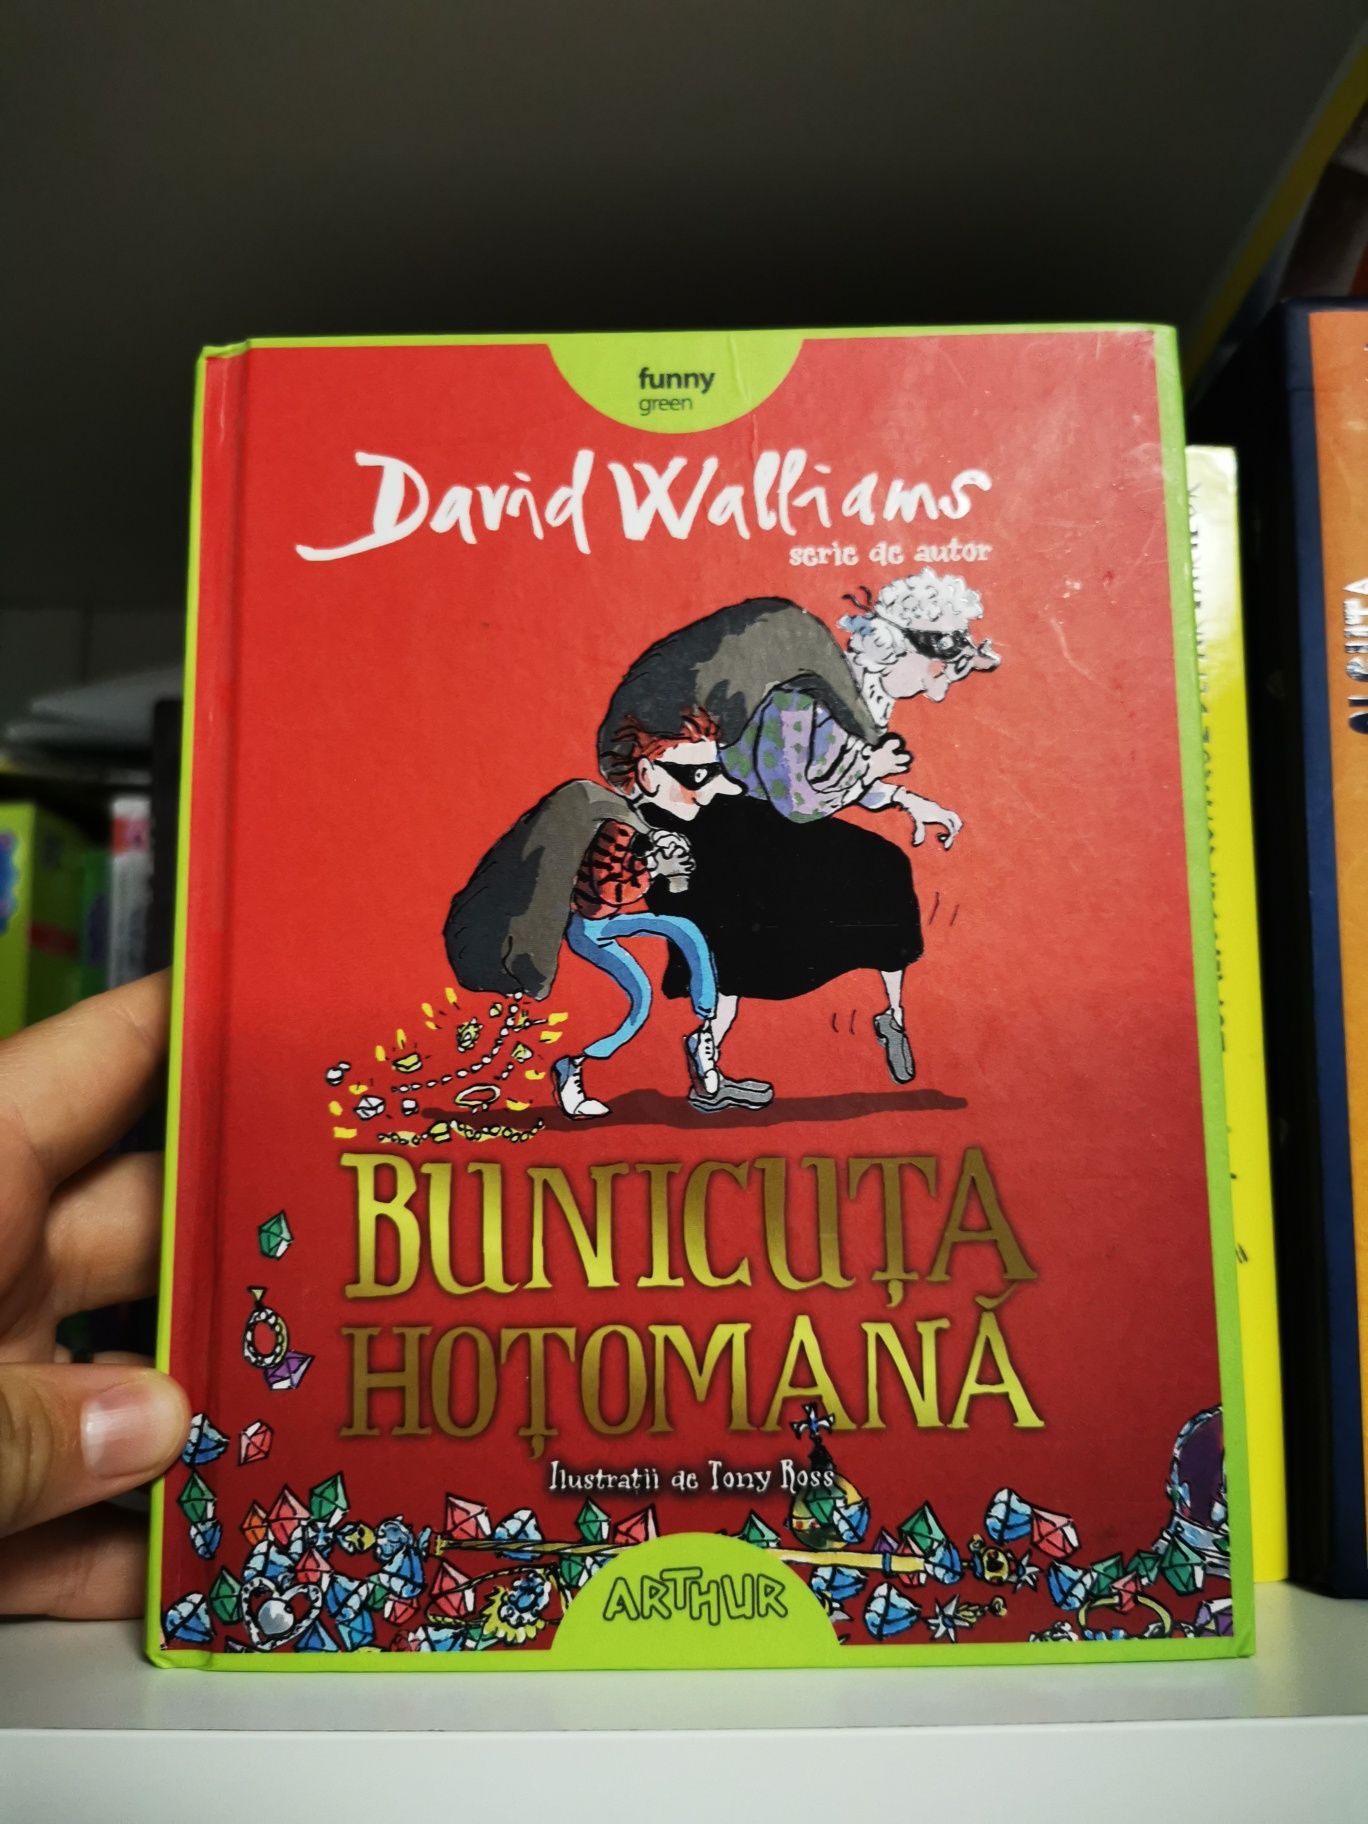 funny
green
David Walliams
serie de autor
BUNICUȚA
HOȚOMANĂ
Ilustrații de Tony Ross
ARTHUR